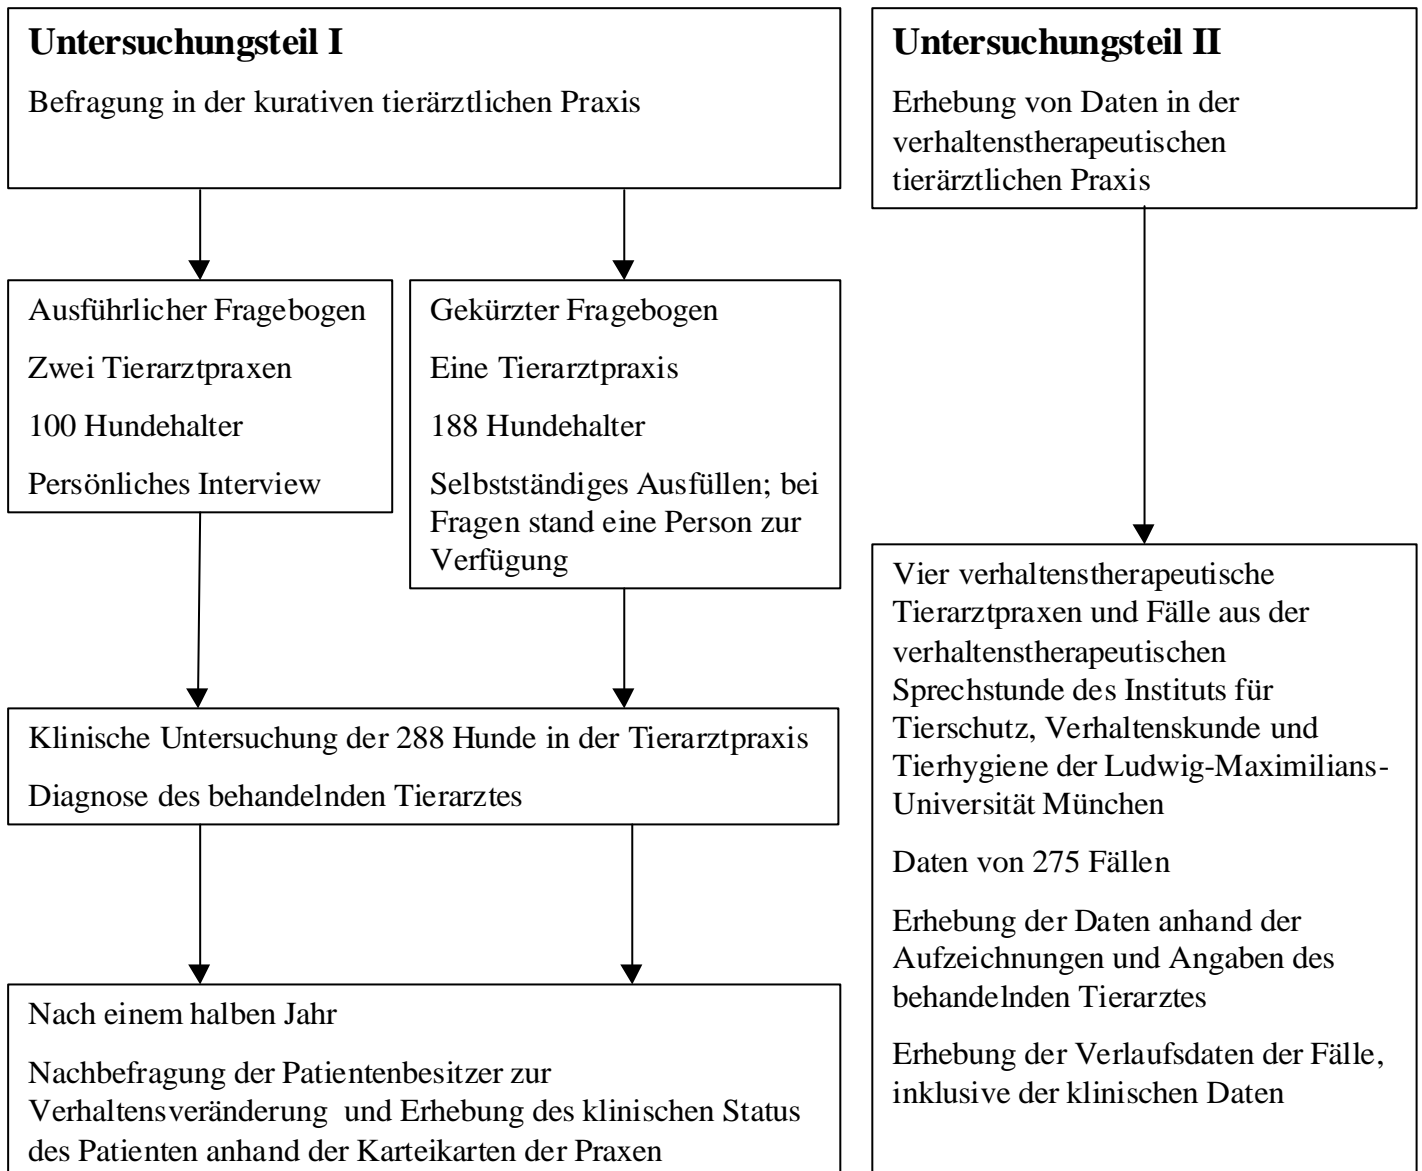 Untersuchungsteil I
Befragung in der kurativen tierärztlichen Praxis
Ausführlicher Fragebogen
Zwei Tierarztpraxen
100 Hundehalter
Persönliches Interview
Gekürzter Fragebogen
Eine Tierarztpraxis
188 Hundehalter
Selbstständiges Ausfüllen; bei
Fragen stand eine Person zur
Verfügung
Klinische Untersuchung der 288 Hunde in der Tierarztpraxis
Diagnose des behandelnden Tierarztes
Nach einem halben Jahr
Nachbefragung der Patientenbesitzer zur
Verhaltensveränderung und Erhebung des klinischen Status
des Patienten anhand der Karteikarten der Praxen
Untersuchungsteil II
Erhebung von Daten in der
verhaltenstherapeutischen
tierärztlichen Praxis
Vier verhaltenstherapeutische
Tierarztpraxen und Fälle aus der
verhaltenstherapeutischen
Sprechstunde des Instituts für
Tierschutz, Verhaltenskunde und
Tierhygiene der Ludwig-Maximilians-
Universität München
Daten von 275 Fällen
Erhebung der Daten anhand der
Aufzeichnungen und Angaben des
behandelnden Tierarztes
Erhebung der Verlaufsdaten der Fälle,
inklusive der klinischen Daten